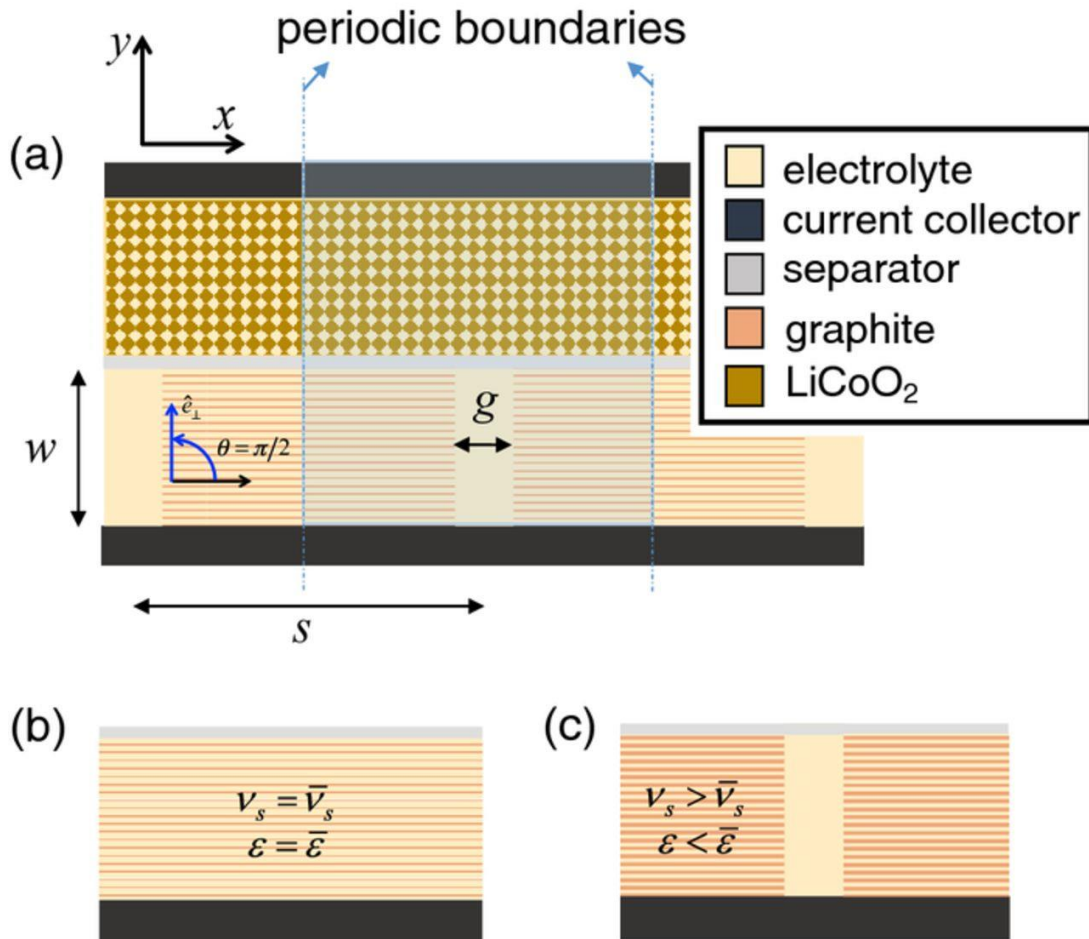 periodic boundaries
y
x
(a)
electrolyte
current collector
separator
graphite
LiCoO₂
w
ê⊥
θ = π/2
g
s
(b)
νₛ = ν̄ₛ
ε = ε̄
(c)
νₛ > ν̄ₛ
ε < ε̄